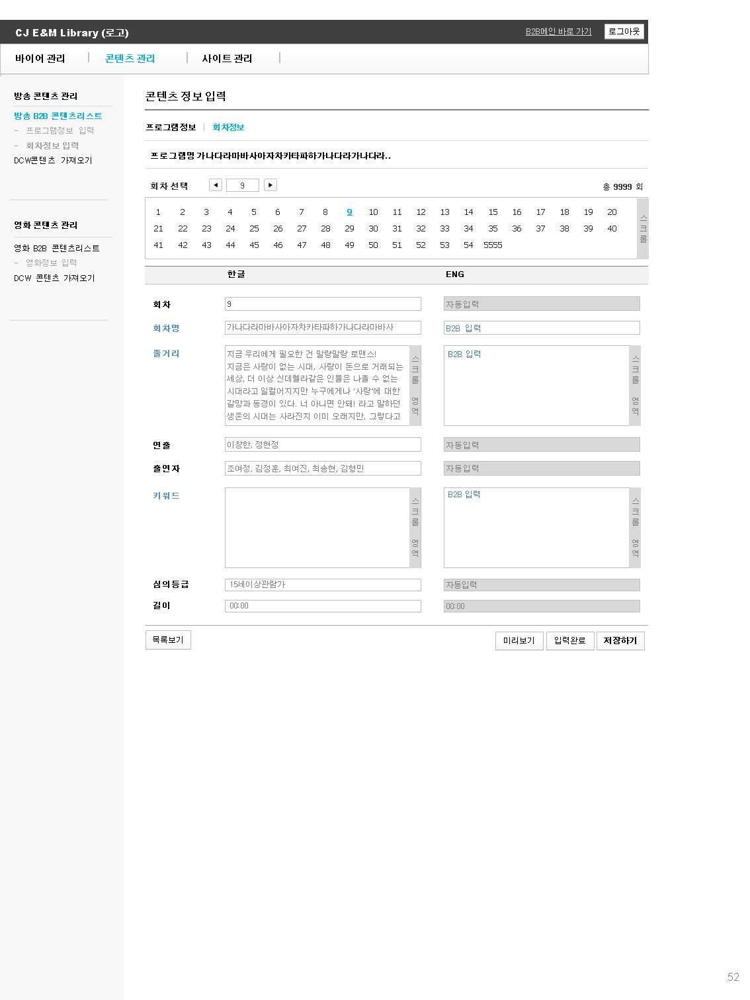 CJ E&M Library (로고)
B2B메인 바로 가기 로그아웃
바이어 관리 콘텐츠 관리 사이트 관리
방송 콘텐츠 관리
방송 B2B 콘텐츠리스트
- 프로그램정보 입력
- 회차정보 입력
DCW콘텐츠 가져오기
영화 콘텐츠 관리
영화 B2B 콘텐츠리스트
- 영화정보 입력
DCW 콘텐츠 가져오기
콘텐츠 정보 입력
프로그램정보 | 회차정보
프로그램명 가나다라마바사아자차카타파하가나다라가나다라..
회차 선택 ◀ 9 ▶ 총 9999 회
1 2 3 4 5 6 7 8 9 10 11 12 13 14 15 16 17 18 19 20
21 22 23 24 25 26 27 28 29 30 31 32 33 34 35 36 37 38 39 40
41 42 43 44 45 46 47 48 49 50 51 52 53 54 5555
스크롤
한글 ENG
회차 9 자동입력
회차명 가나다라마바사아자차카타파하가나다라마바사 B2B 입력
줄거리 지금 우리에게 필요한 건 말랑말랑 로맨스! B2B 입력
지금은 사랑이 없는 시대, 사랑이 돈으로 거래되는
세상, 더 이상 신데렐라같은 인물은 나올 수 없는
시대라고 일컬어지지만 누구에게나 ‘사랑’에 대한
갈망과 동경이 있다. 너 아니면 안돼! 라고 말하던
생존의 시대는 사라진지 이미 오래지만, 그렇다고
스크롤 영역 스크롤 영역
연출 이창한, 정현정 자동입력
출연자 조여정, 김정훈, 최여진, 최송현, 김형민 자동입력
키워드 B2B 입력
스크롤 영역 스크롤 영역
심의등급 15세이상관람가 자동입력
길이 00:00 00:00
목록보기 미리보기 입력완료 저장하기
52